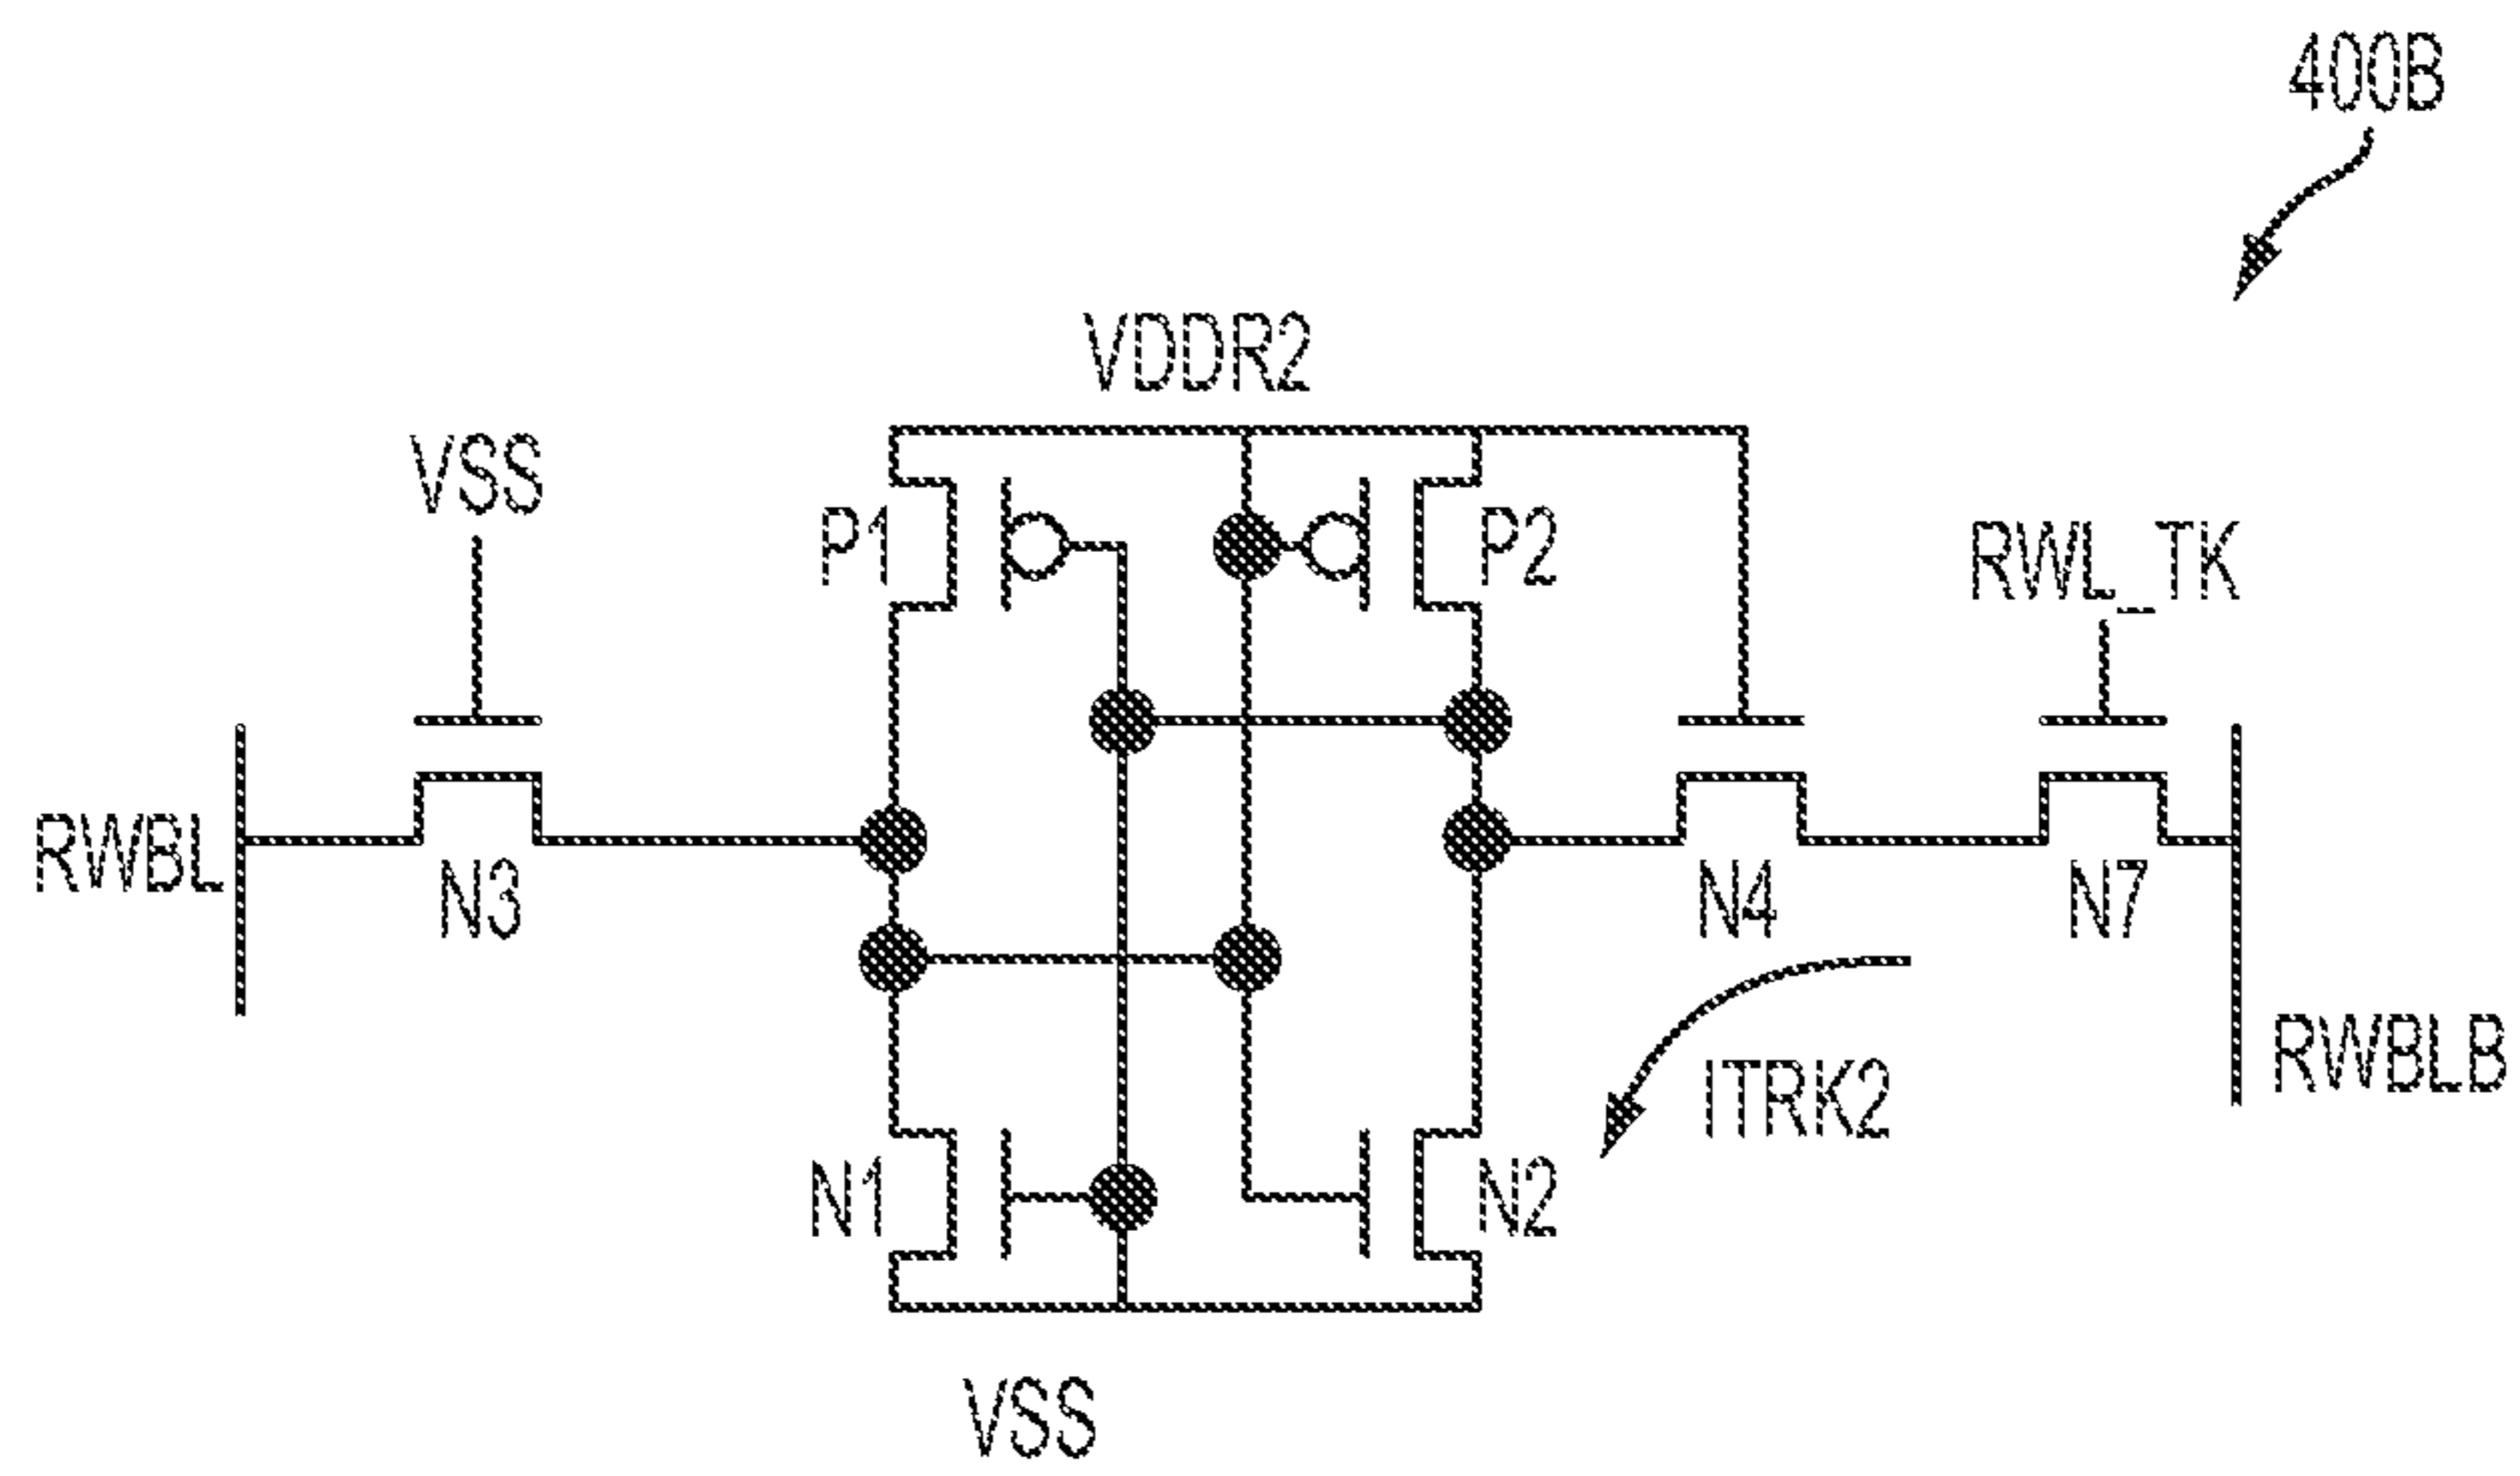 400B
VDDR2
VSS
P1
P2
RWL_TK
RWBL
N3
N4
N7
RWBLB
ITRK2
N1
N2
VSS